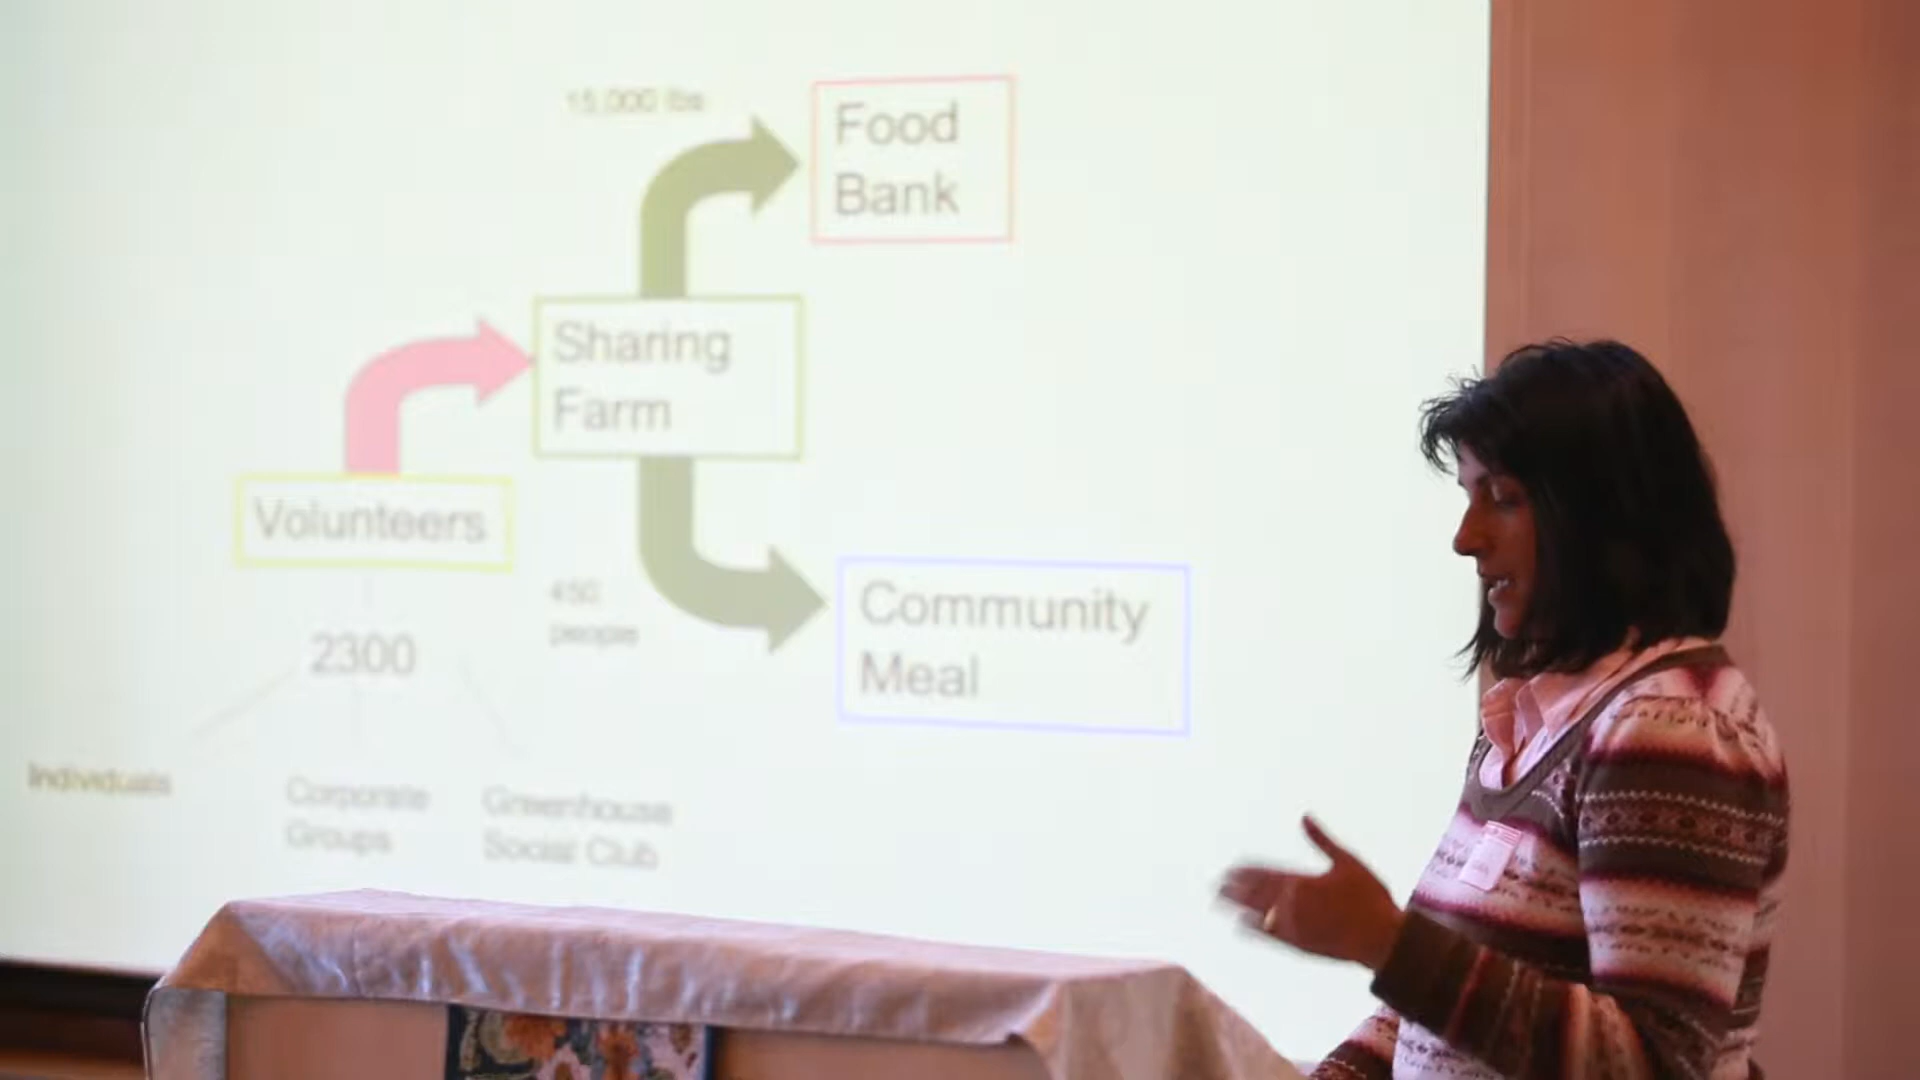 15,000 lbs
Food
Bank
Sharing
Farm
Volunteers
450
people
Community
Meal
2300
Individuals
Corporate
Groups
Greenhouse
Social Club